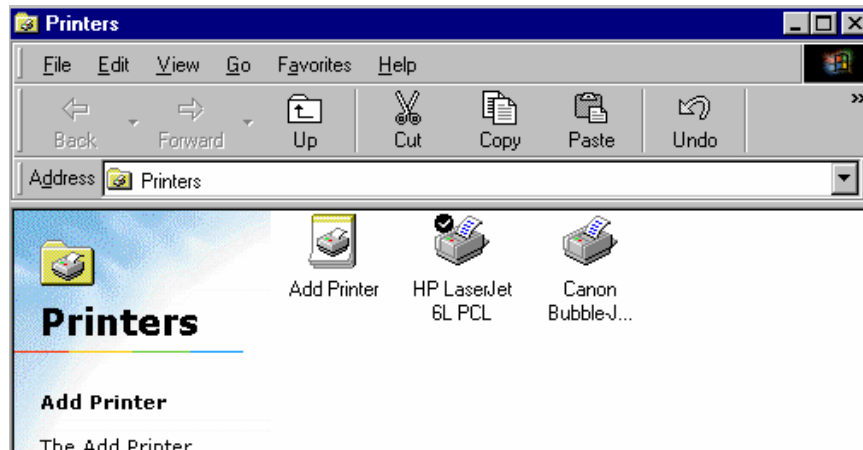 Printers
File Edit View Go Favorites Help
Back Forward Up Cut Copy Paste Undo
Address Printers
Add Printer
HP LaserJet
6L PCL
Canon
Bubble-J...
Printers
Add Printer
The Add Printer